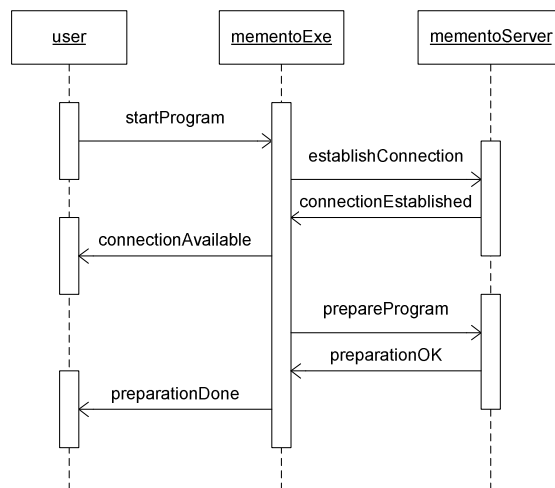 user
mementoExe
mementoServer
startProgram
establishConnection
connectionEstablished
connectionAvailable
prepareProgram
preparationOK
preparationDone